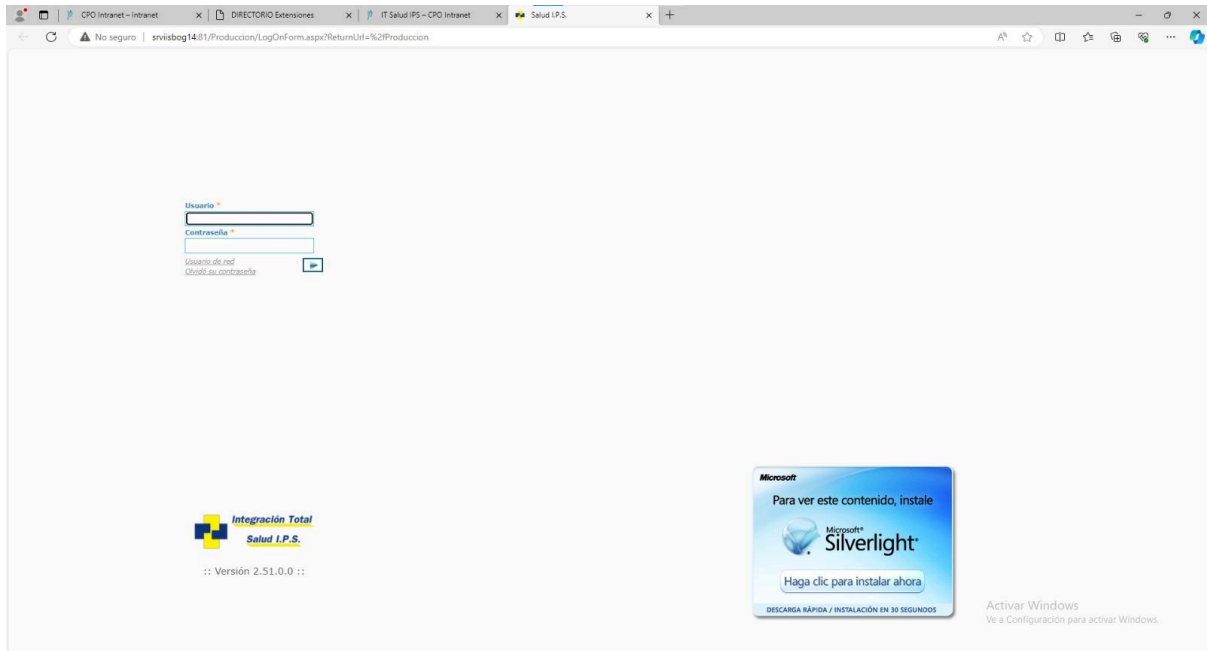 CPO Intranet – Intranet
DIRECTORIO Extensiones
IT Salud IPS – CPO Intranet
Salud I.P.S.
No seguro
srviisbog14:81/Produccion/LogOnForm.aspx?ReturnUrl=%2fProduccion
Usuario *
Contraseña *
Usuario de red
Olvidó su contraseña
Integración Total
Salud I.P.S.
:: Versión 2.51.0.0 ::
Microsoft
Para ver este contenido, instale
Microsoft®
Silverlight™
Haga clic para instalar ahora
DESCARGA RÁPIDA / INSTALACIÓN EN 30 SEGUNDOS
Activar Windows
Ve a Configuración para activar Windows.